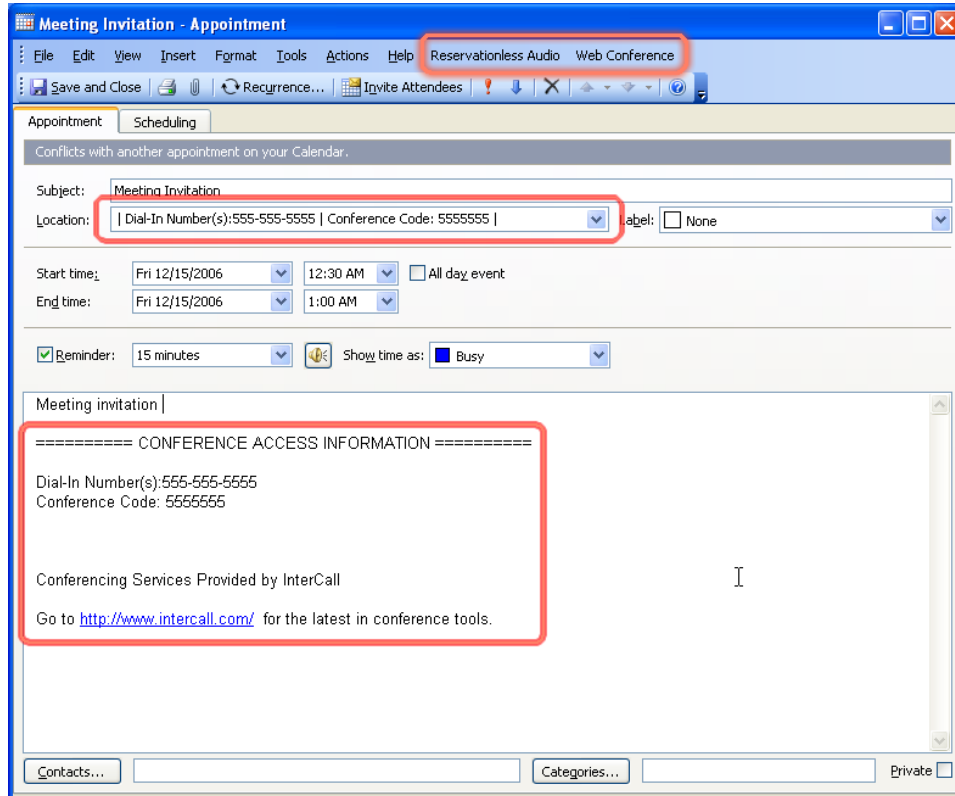 Meeting Invitation - Appointment
File Edit View Insert Format Tools Actions Help Reservationless Audio Web Conference
Save and Close Recurrence... Invite Attendees
Appointment Scheduling
Conflicts with another appointment on your Calendar.
Subject: Meeting Invitation
Location: | Dial-In Number(s):555-555-5555 | Conference Code: 5555555 | Label: None
Start time: Fri 12/15/2006 12:30 AM All day event
End time: Fri 12/15/2006 1:00 AM
Reminder: 15 minutes Show time as: Busy
Meeting invitation
========== CONFERENCE ACCESS INFORMATION ==========
Dial-In Number(s):555-555-5555
Conference Code: 5555555
Conferencing Services Provided by InterCall
Go to http://www.intercall.com/ for the latest in conference tools.
Contacts... Categories... Private